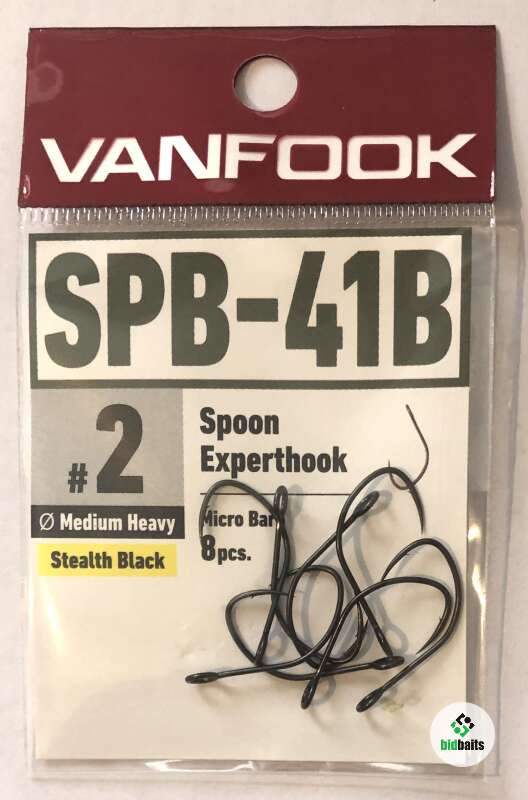 VANFOOK
SPB-41B
#2
Spoon
Experthook
Ø Medium Heavy
Micro Barb
8pcs.
Stealth Black
bidbaits